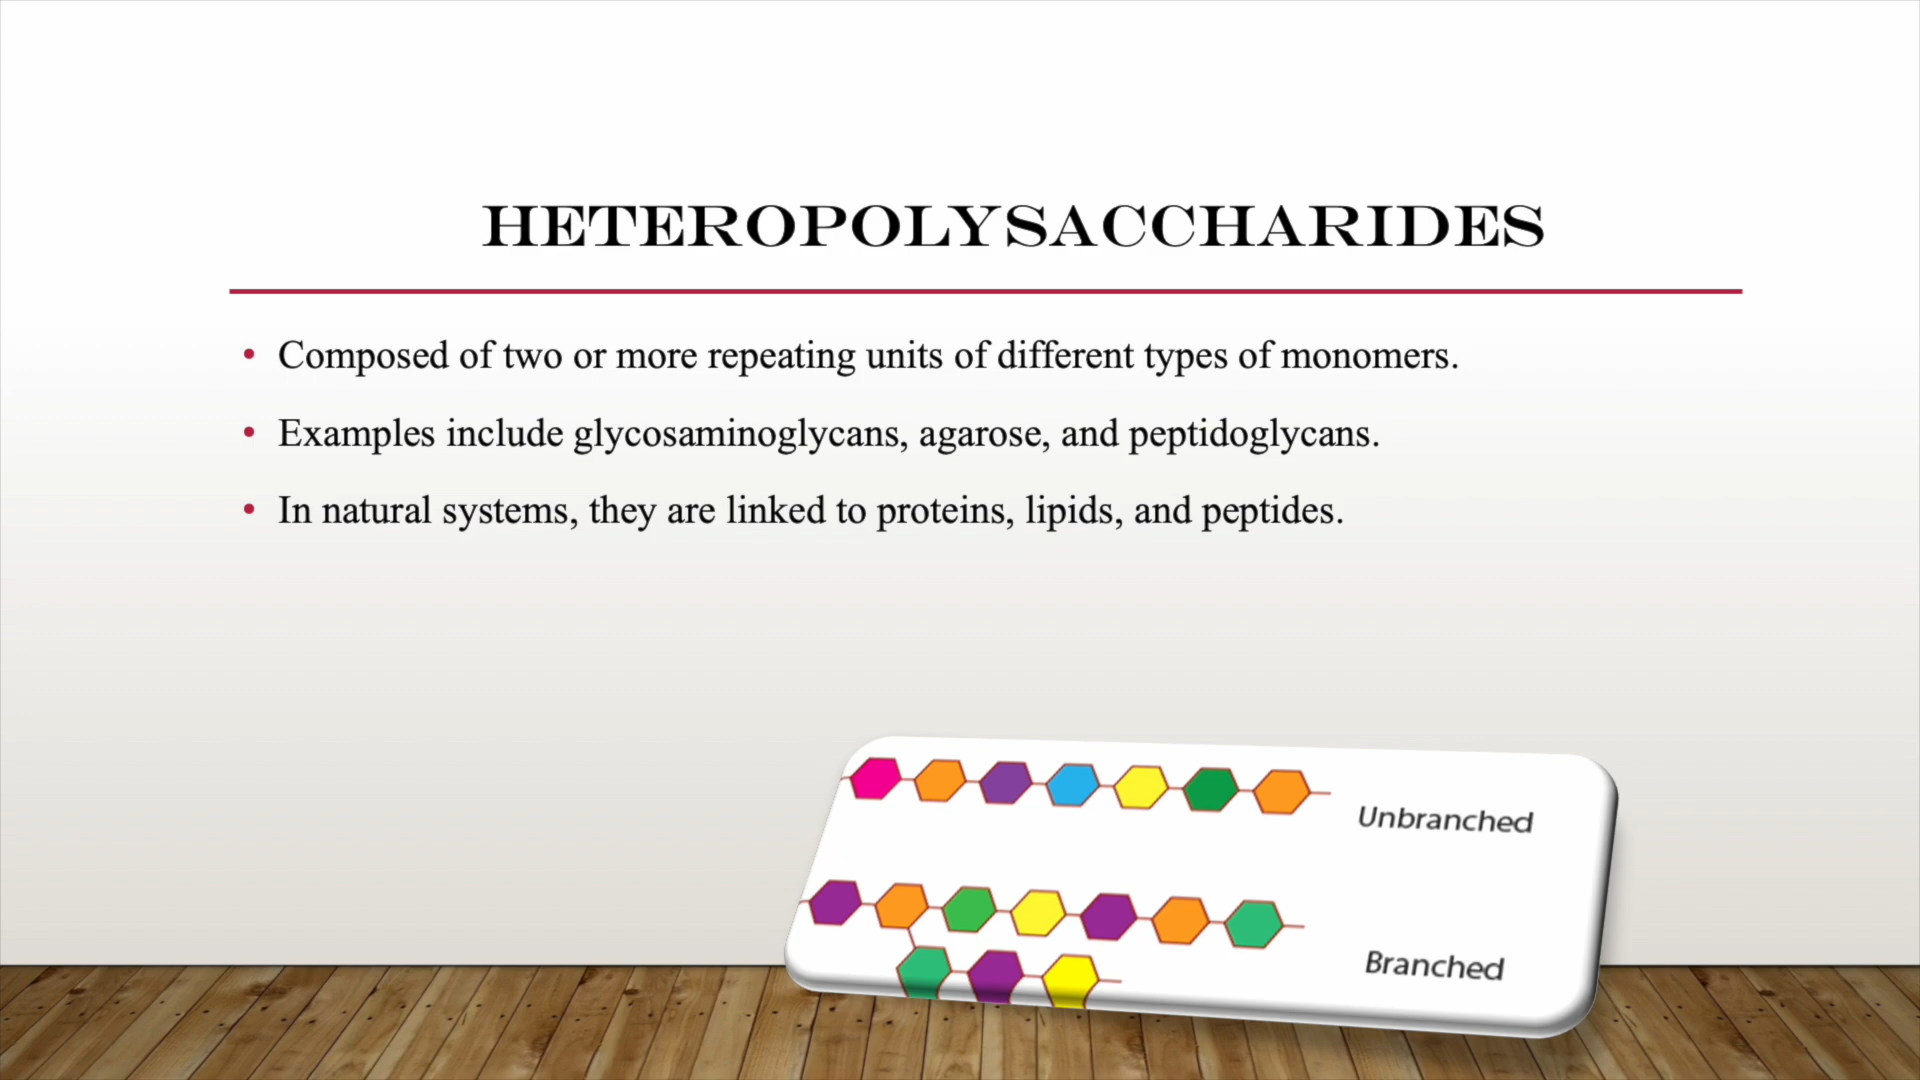 HETEROPOLYSACCHARIDES
• Composed of two or more repeating units of different types of monomers.
• Examples include glycosaminoglycans, agarose, and peptidoglycans.
• In natural systems, they are linked to proteins, lipids, and peptides.
Unbranched
Branched